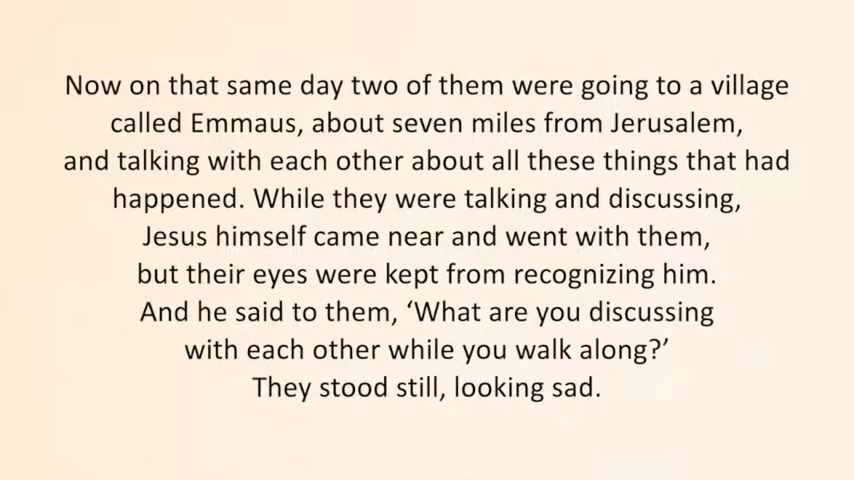 Now on that same day two of them were going to a village
called Emmaus, about seven miles from Jerusalem,
and talking with each other about all these things that had
happened. While they were talking and discussing,
Jesus himself came near and went with them,
but their eyes were kept from recognizing him.
And he said to them, ‘What are you discussing
with each other while you walk along?’
They stood still, looking sad.